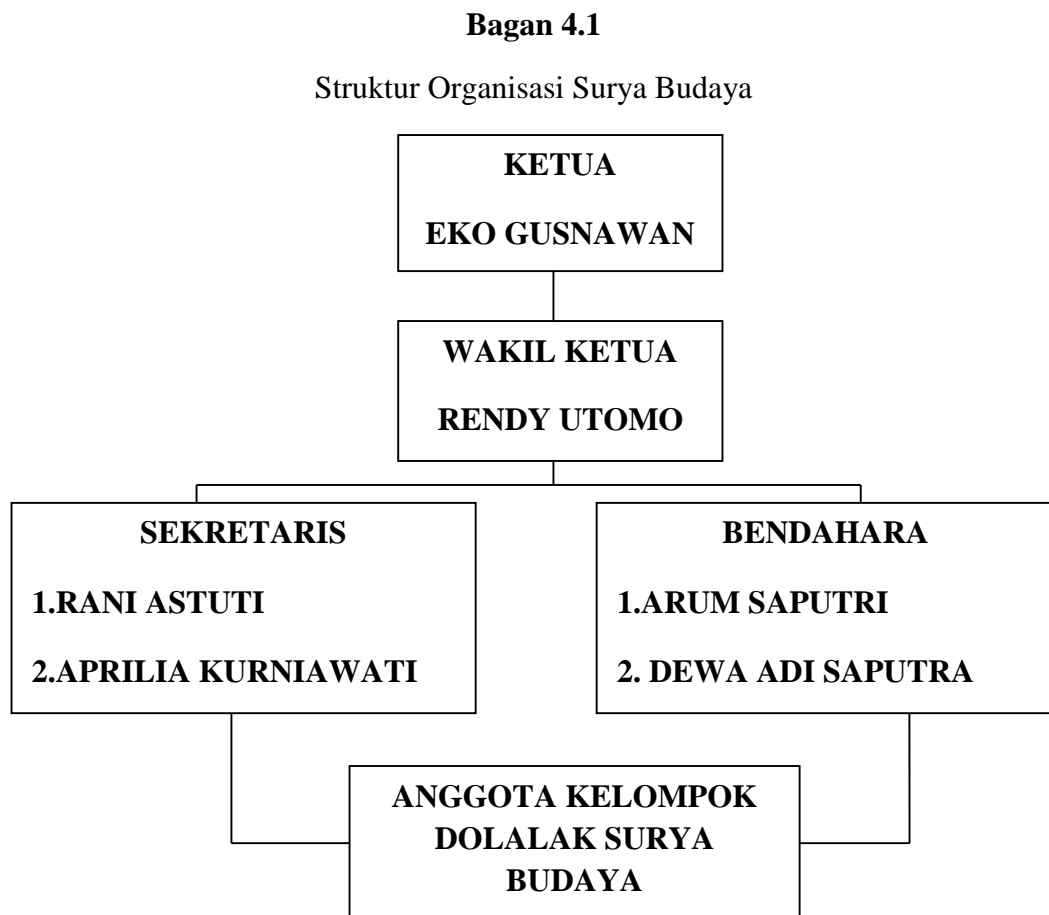 Bagan 4.1
Struktur Organisasi Surya Budaya
KETUA
EKO GUSNAWAN
WAKIL KETUA
RENDY UTOMO
SEKRETARIS
1.RANI ASTUTI
2.APRILIA KURNIAWATI
BENDAHARA
1.ARUM SAPUTRI
2. DEWA ADI SAPUTRA
ANGGOTA KELOMPOK
DOLALAK SURYA
BUDAYA